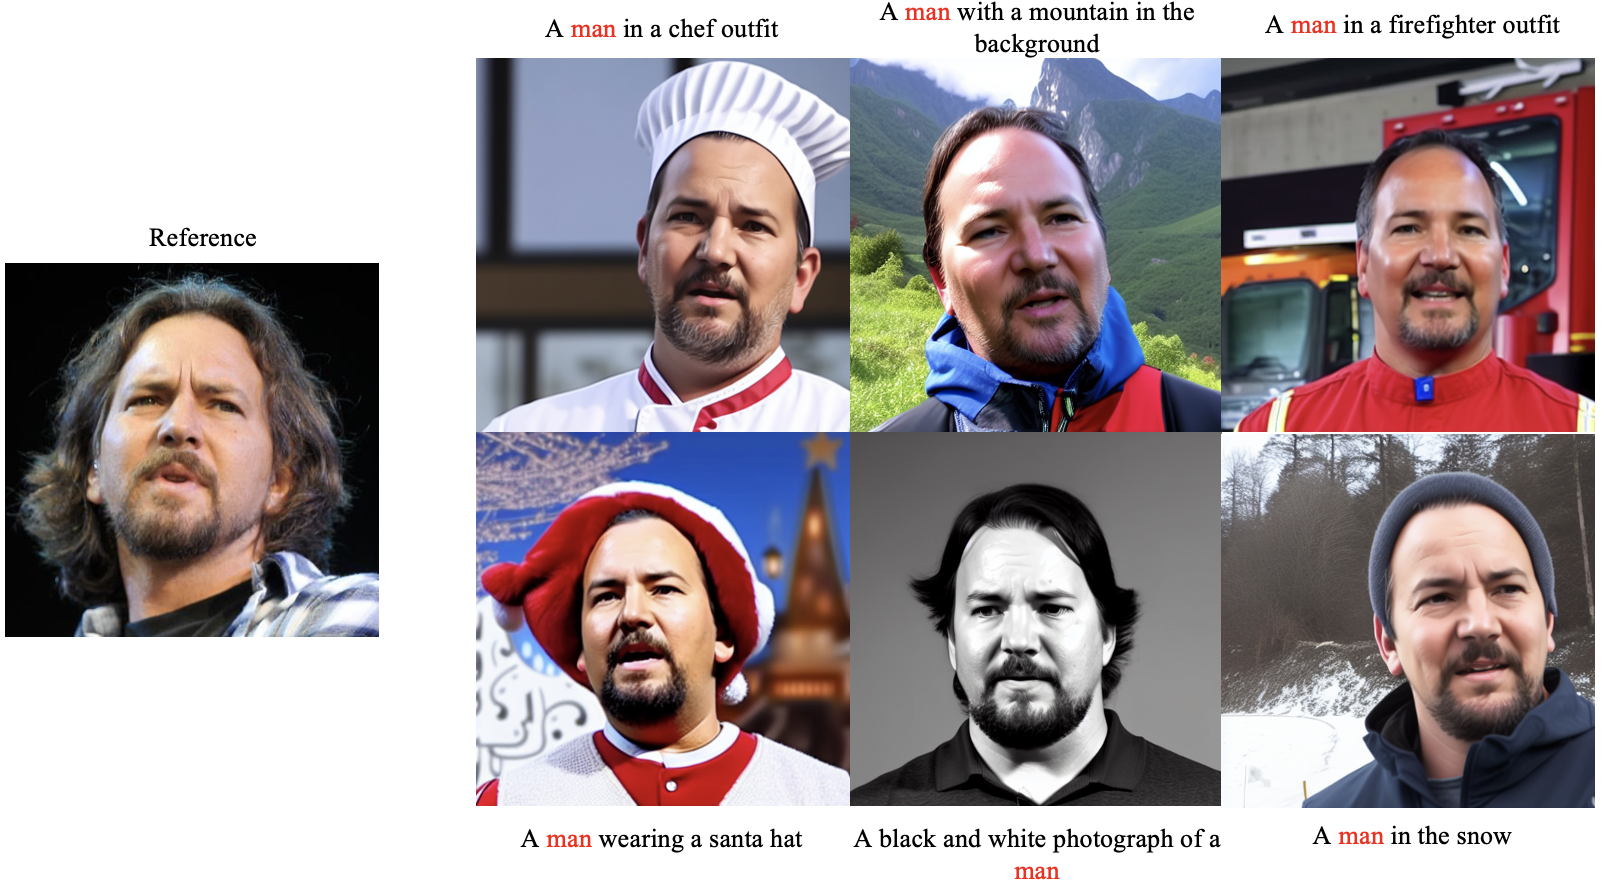 A man in a chef outfit
A man with a mountain in the
background
A man in a firefighter outfit
Reference
A man wearing a santa hat
A black and white photograph of a
man
A man in the snow